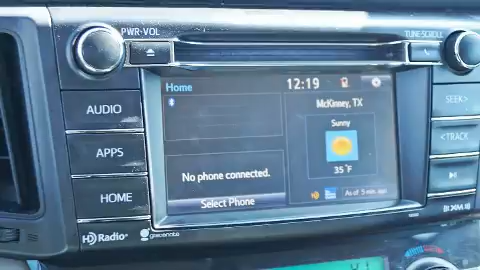 PWR•VOL
TUNE•SCROLL
Home
12:19
AUDIO
McKinney, TX
SEEK>
Sunny
<TRACK
APPS
35 °F
No phone connected.
HOME
As of 5 min. ago
Select Phone
HD Radio
gracenote